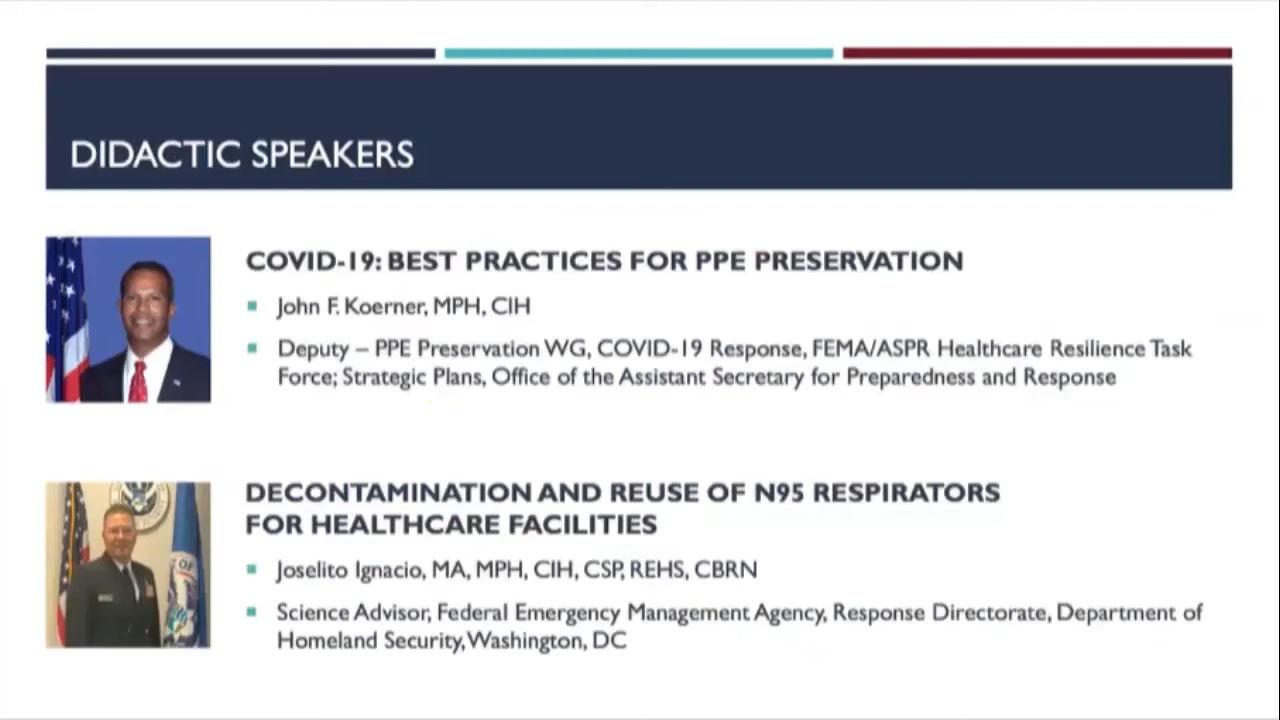 DIDACTIC SPEAKERS
COVID-19: BEST PRACTICES FOR PPE PRESERVATION
John F. Koerner, MPH, CIH
Deputy – PPE Preservation WG, COVID-19 Response, FEMA/ASPR Healthcare Resilience Task
Force; Strategic Plans, Office of the Assistant Secretary for Preparedness and Response
DECONTAMINATION AND REUSE OF N95 RESPIRATORS
FOR HEALTHCARE FACILITIES
Joselito Ignacio, MA, MPH, CIH, CSP, REHS, CBRN
Science Advisor, Federal Emergency Management Agency, Response Directorate, Department of
Homeland Security, Washington, DC